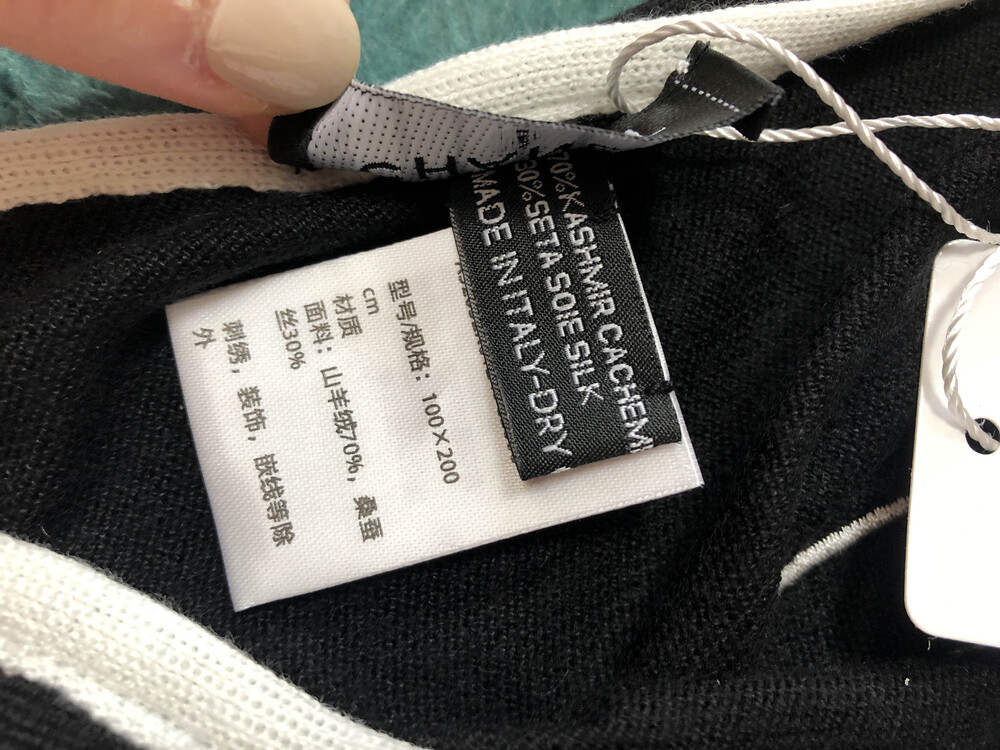 70% KASHMIR CACHEMI
30% SETA SOIE SILK
MADE IN ITALY-DRY
型号/规格：100×200
cm
材质
面料：山羊绒70%，桑蚕
丝30%
刺绣，装饰，嵌线等除
外